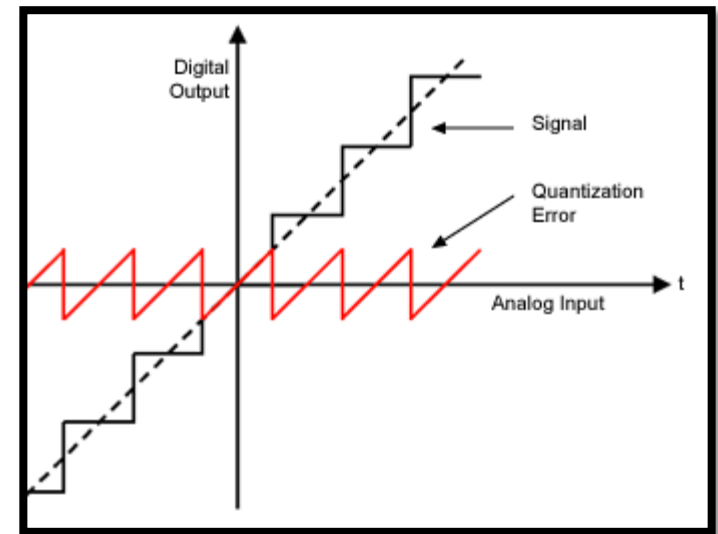 Digital
Output
Signal
Quantization
Error
t
Analog Input